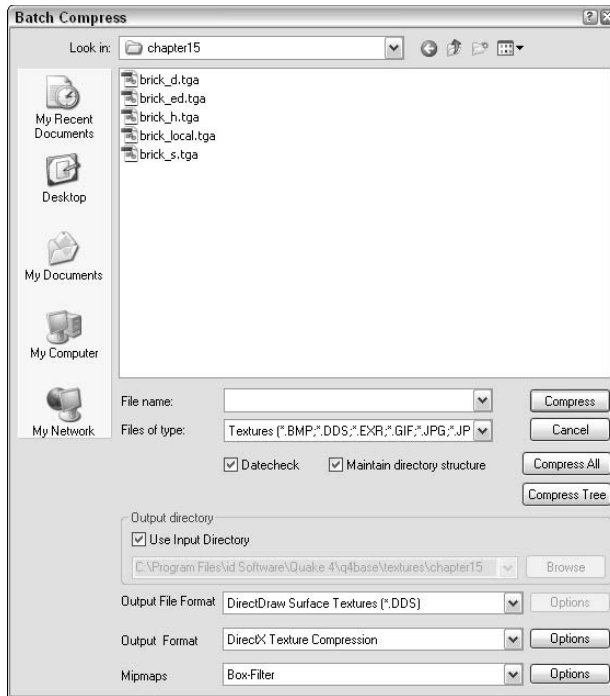 Batch Compress
Look in: chapter15
brick_d.tga
brick_ed.tga
brick_h.tga
brick_local.tga
brick_s.tga
My Recent
Documents
Desktop
My Documents
My Computer
My Network
File name:
Compress
Files of type: Textures (*.BMP;*.DDS;*.EXR;*.GIF;*.JPG;*.JP
Cancel
Datecheck
Maintain directory structure
Compress All
Compress Tree
Output directory
Use Input Directory
C:\Program Files\id Software\Quake 4\q4base\textures\chapter15
Browse
Output File Format DirectDraw Surface Textures (*.DDS)
Options
Output Format DirectX Texture Compression
Options
Mipmaps Box-Filter
Options